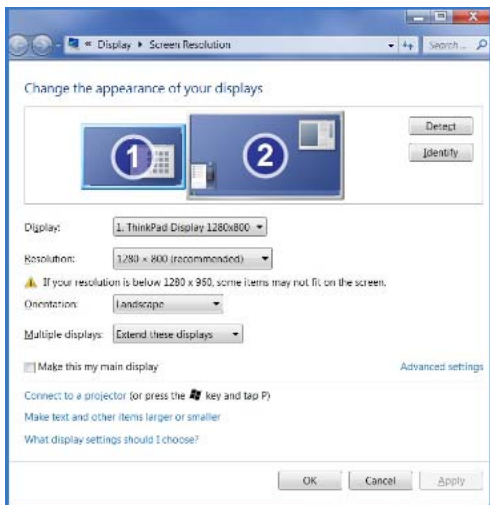 « Display ▸ Screen Resolution
Search ...
Change the appearance of your displays
1
2
Detect
Identify
Display:
1. ThinkPad Display 1280x800
Resolution:
1280 × 800 (recommended)
If your resolution is below 1280 x 960, some items may not fit on the screen.
Orientation:
Landscape
Multiple displays:
Extend these displays
Make this my main display
Advanced settings
Connect to a projector (or press the key and tap P)
Make text and other items larger or smaller
What display settings should I choose?
OK
Cancel
Apply